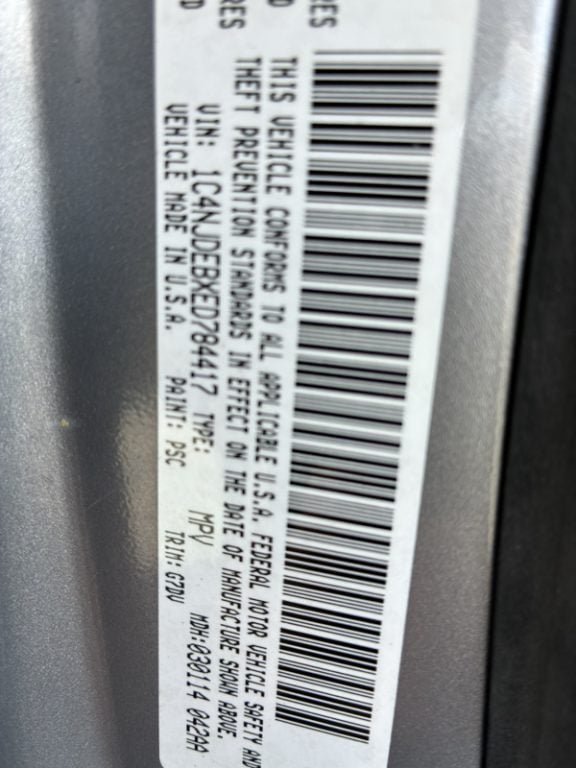 RES
D
THIS VEHICLE CONFORMS TO ALL APPLICABLE U.S.A. FEDERAL MOTOR VEHICLE SAFETY AND
THEFT PREVENTION STANDARDS IN EFFECT ON THE DATE OF MANUFACTURE SHOWN ABOVE.
VIN: 1C4NJDEBXED784417 TYPE: MPV MDH:030114 042AA
VEHICLE MADE IN U.S.A. PAINT: PSC TRIM: G7DV